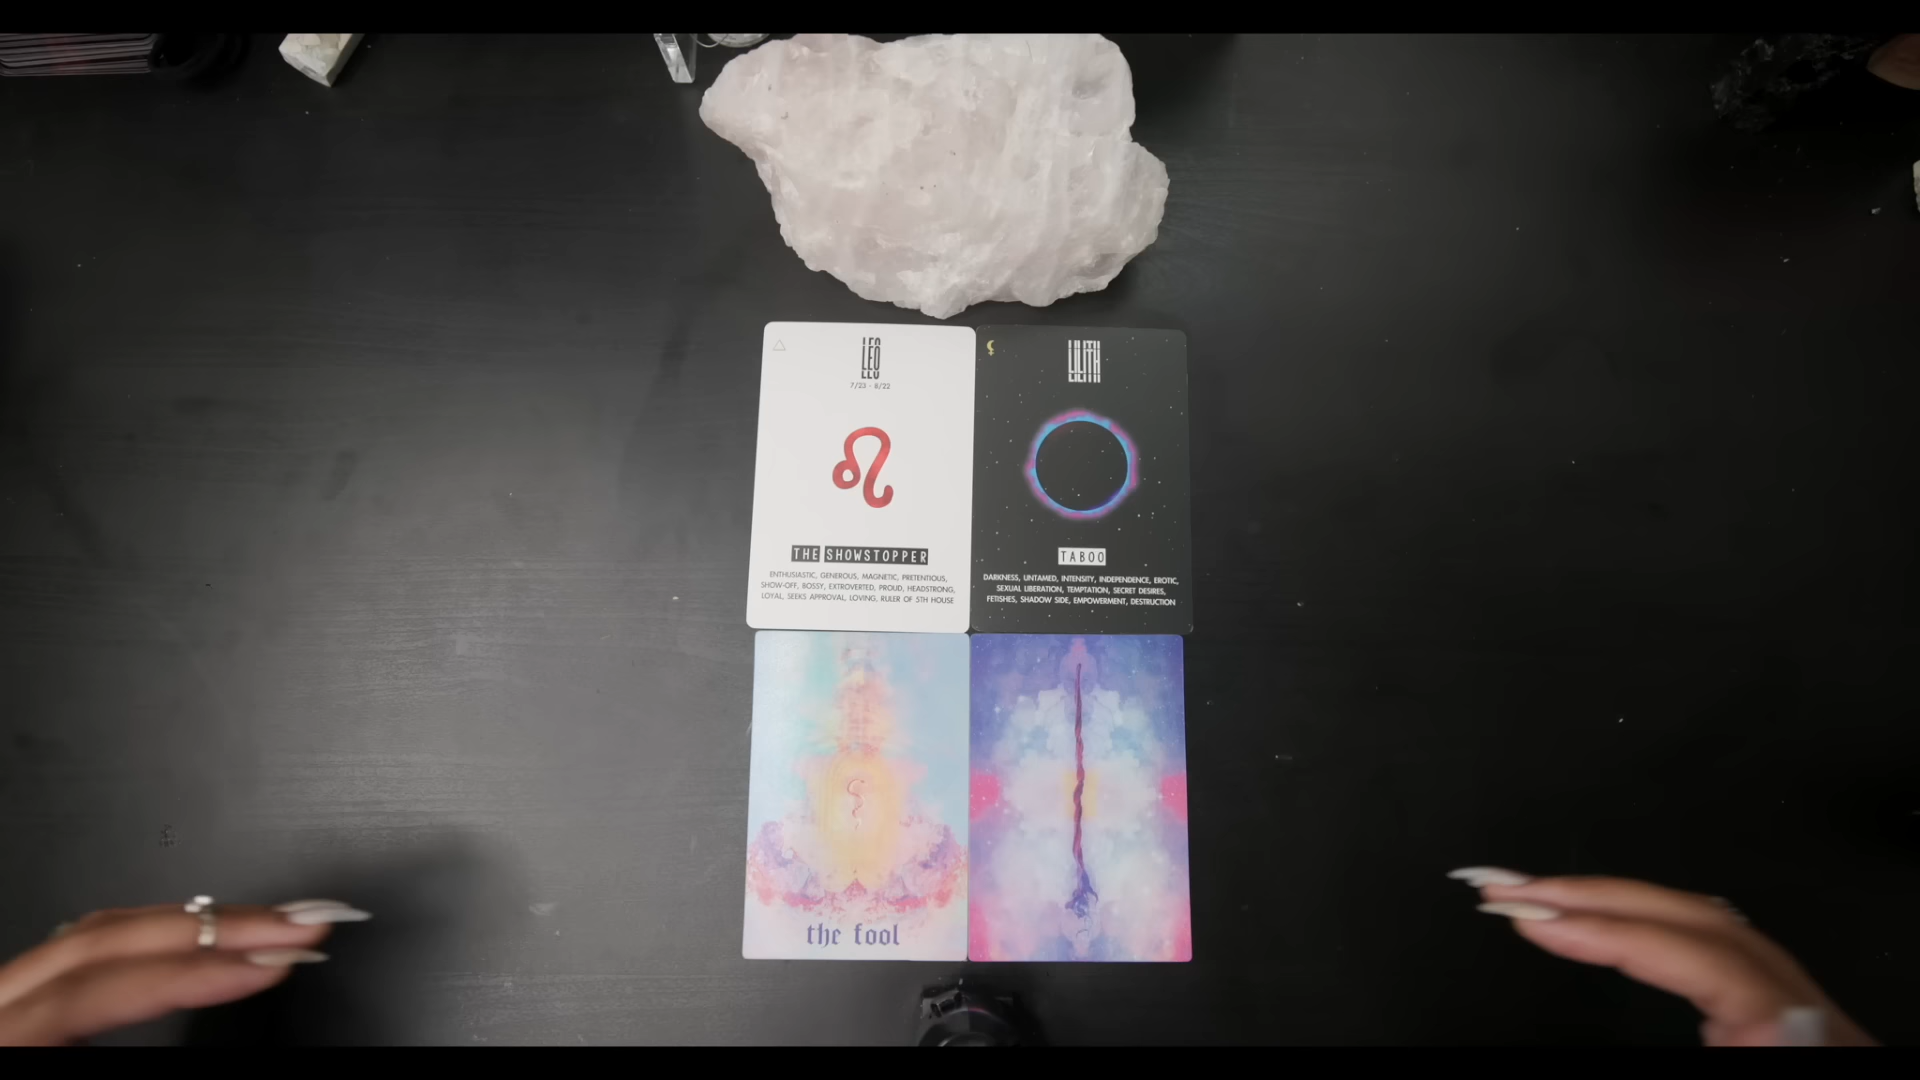 LEO
7/23 - 8/22
THE SHOWSTOPPER
ENTHUSIASTIC, GENEROUS, MAGNETIC, PRETENTIOUS,
SHOW-OFF, BOSSY, EXTROVERTED, PROUD, HEADSTRONG,
LOYAL, SEEKS APPROVAL, LOVING, RULER OF 5TH HOUSE
LILITH
TABOO
DARKNESS, UNTAMED, INTENSITY, INDEPENDENCE, EROTIC,
SEXUAL LIBERATION, TEMPTATION, SECRET DESIRES,
FETISHES, SHADOW SIDE, EMPOWERMENT, DESTRUCTION
the fool